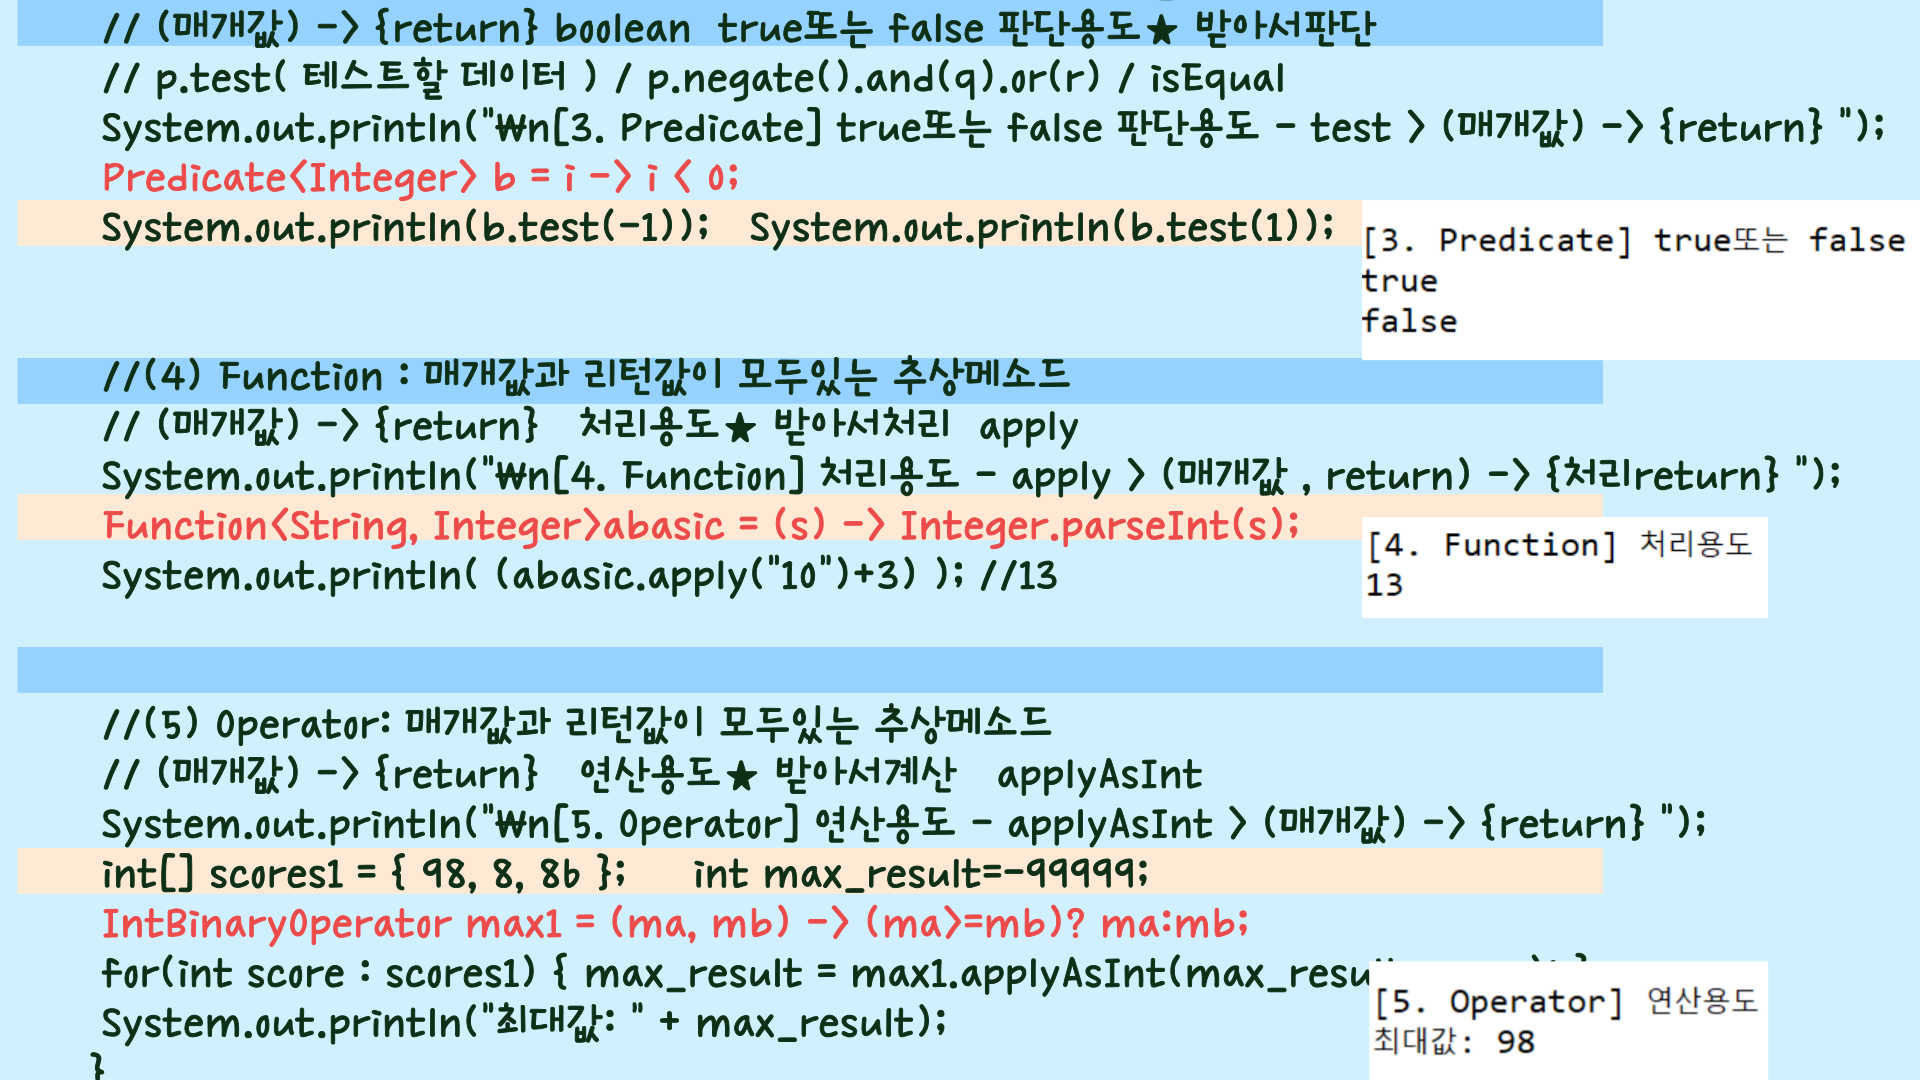 // (매개값) -> {return} boolean  true또는 false 판단용도★ 받아서판단
// p.test( 테스트할 데이터 ) / p.negate().and(q).or(r) / isEqual
System.out.println("₩n[3. Predicate] true또는 false 판단용도 - test > (매개값) -> {return} ");
Predicate<Integer> b = i -> i < 0;
System.out.println(b.test(-1));   System.out.println(b.test(1));
[3. Predicate] true또는 false
true
false
//(4) Function : 매개값과 리턴값이 모두있는 추상메소드
// (매개값) -> {return}   처리용도★ 받아서처리  apply
System.out.println("₩n[4. Function] 처리용도 - apply > (매개값 , return) -> {처리return} ");
Function<String, Integer>abasic = (s) -> Integer.parseInt(s);
System.out.println( (abasic.apply("10")+3) ); //13
[4. Function] 처리용도
13
//(5) Operator: 매개값과 리턴값이 모두있는 추상메소드
// (매개값) -> {return}   연산용도★ 받아서계산   applyAsInt
System.out.println("₩n[5. Operator] 연산용도 - applyAsInt > (매개값) -> {return} ");
int[] scores1 = { 98, 8, 86 };     int max_result=-99999;
IntBinaryOperator max1 = (ma, mb) -> (ma>=mb)? ma:mb;
for(int score : scores1) { max_result = max1.applyAsInt(
System.out.println("최대값: " + max_result);
}
[5. Operator] 연산용도
최대값: 98